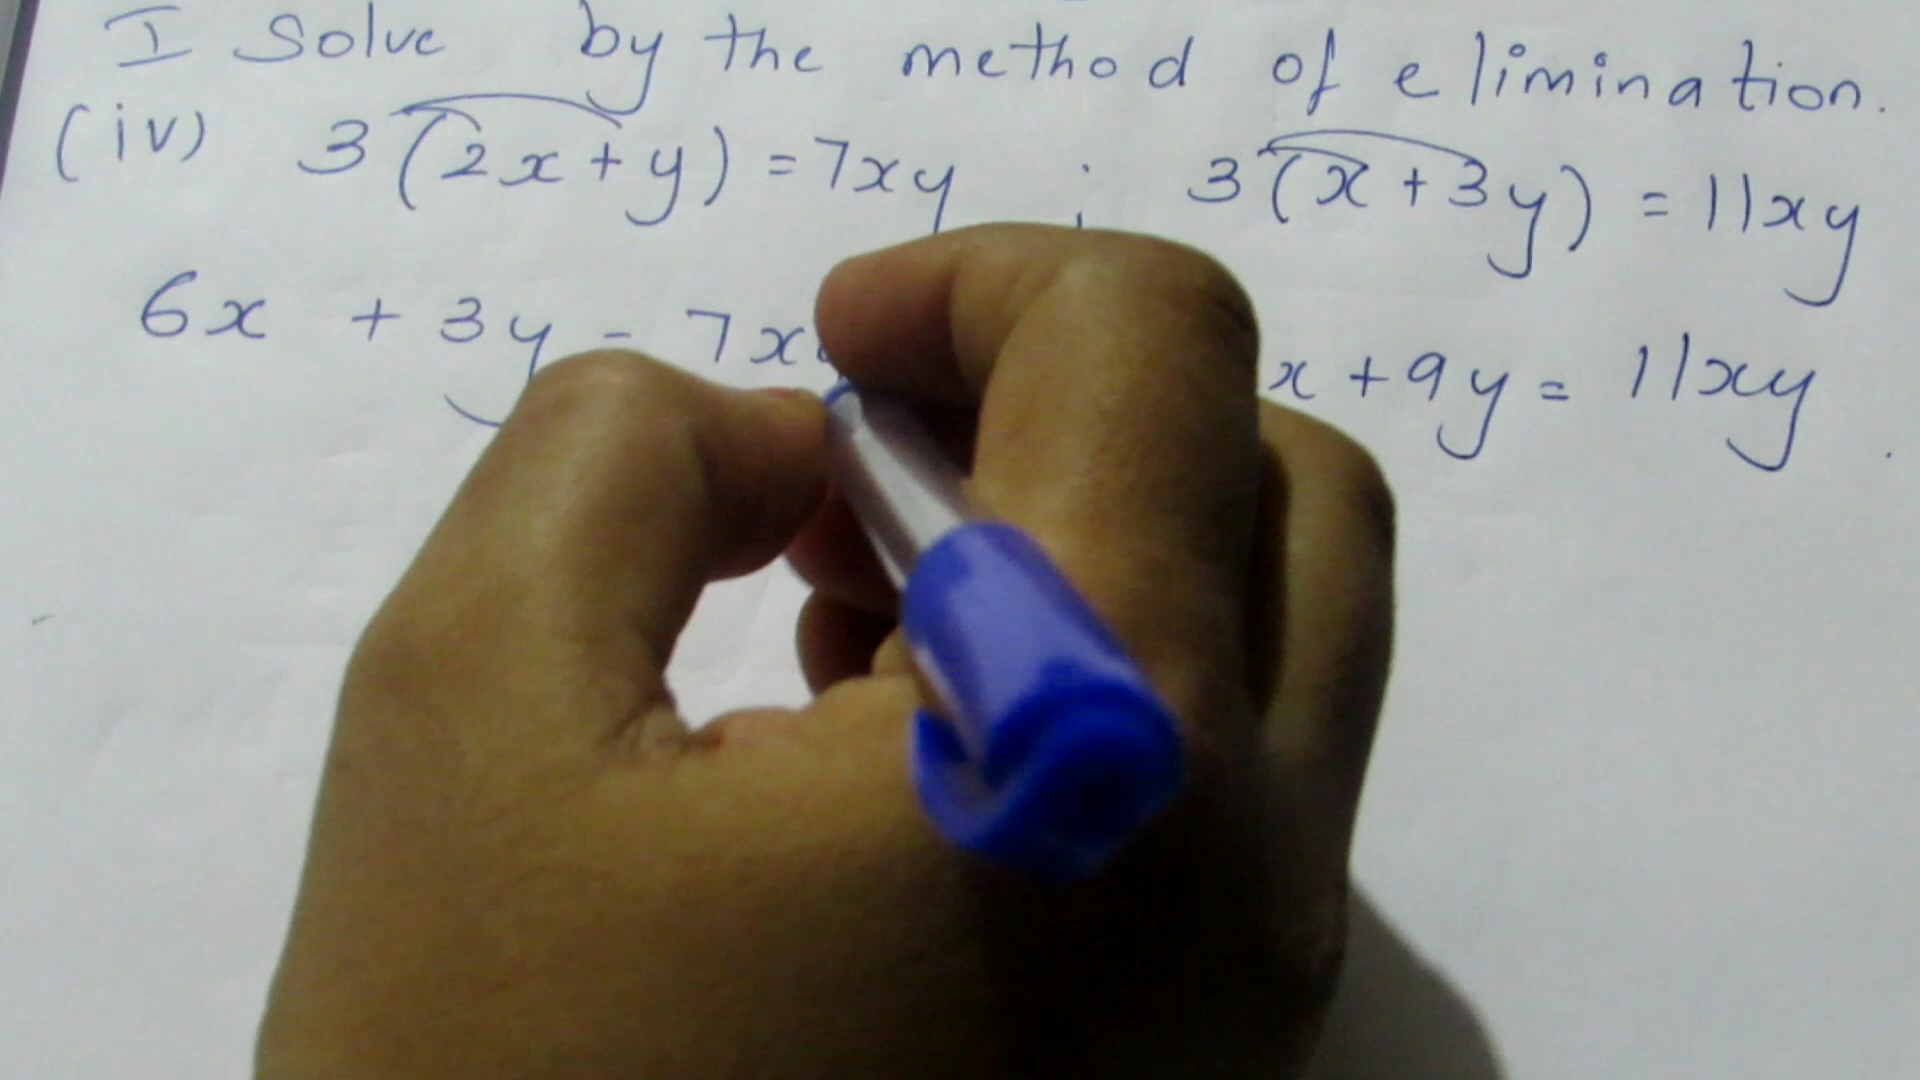 I solve by the method of elimination.
(iv) 3(2x+y)=7xy ; 3(x+3y) = 11xy
6x + 3y = 7x x+9y= 11xy